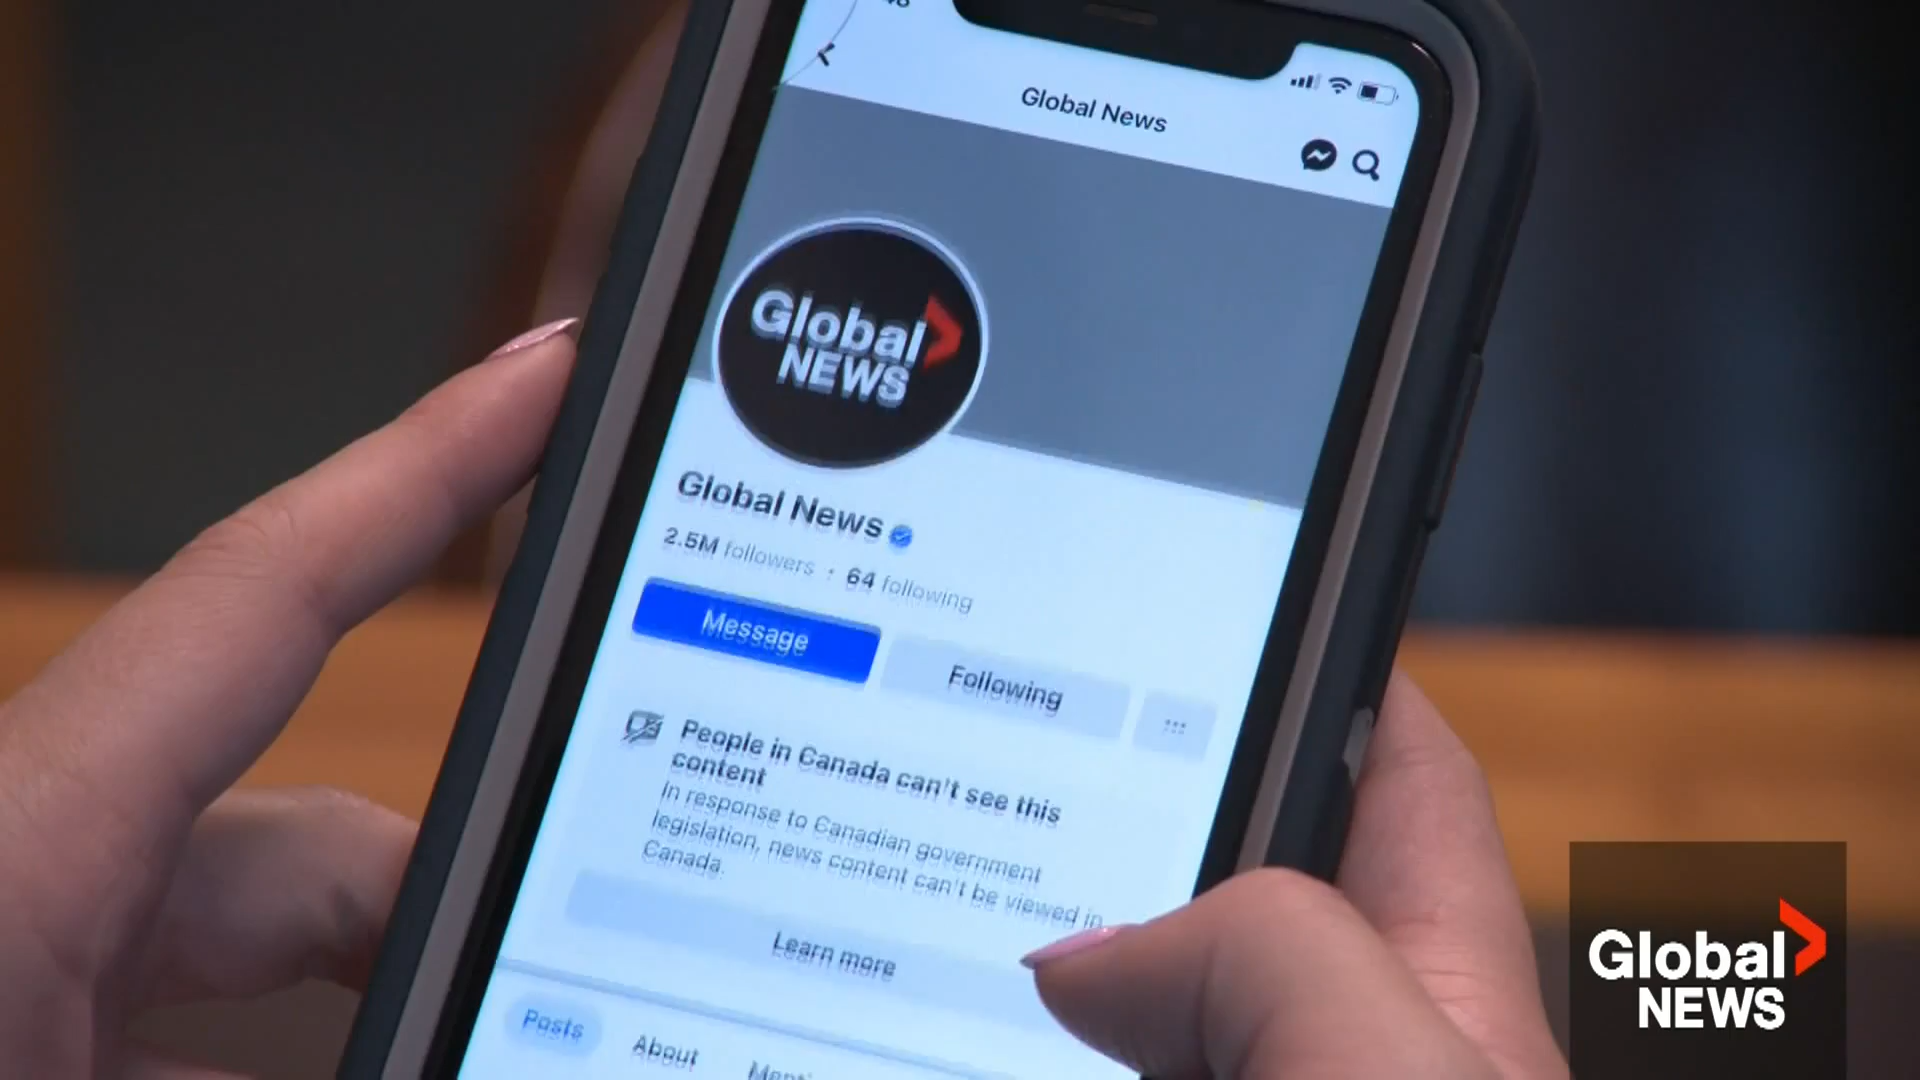 Global News
Global
NEWS
Global News
2.5M followers · 64 following
Message
Following
People in Canada can't see this
content
In response to Canadian government
legislation, news content can't be viewed in
Canada.
Learn more
Posts
About
Global
NEWS